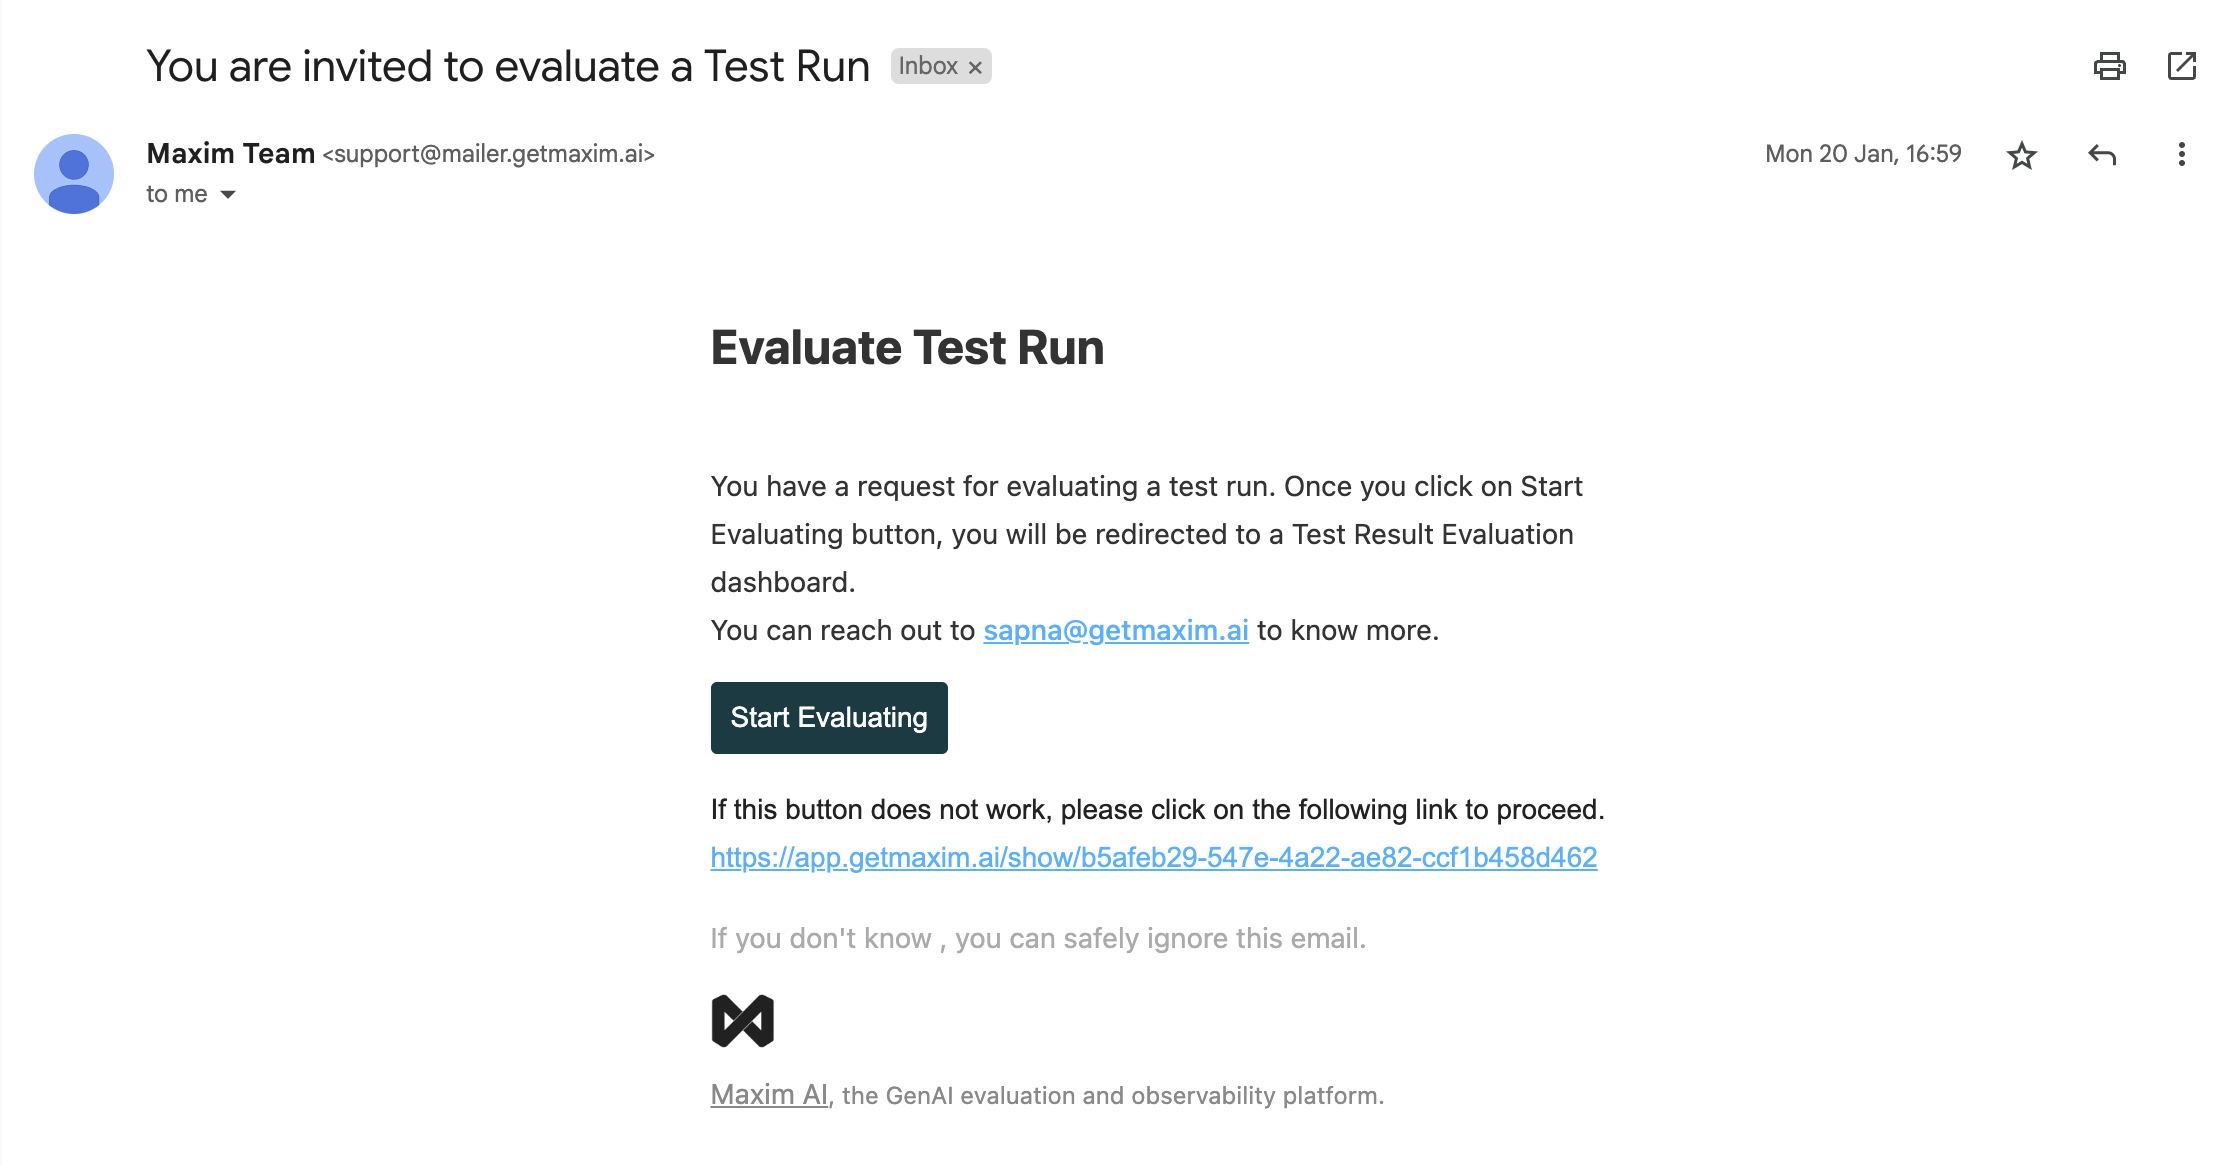 You are invited to evaluate a Test Run Inbox ×
Maxim Team <support@mailer.getmaxim.ai> Mon 20 Jan, 16:59
to me
Evaluate Test Run
You have a request for evaluating a test run. Once you click on Start
Evaluating button, you will be redirected to a Test Result Evaluation
dashboard.
You can reach out to sapna@getmaxim.ai to know more.
Start Evaluating
If this button does not work, please click on the following link to proceed.
https://app.getmaxim.ai/show/b5afeb29-547e-4a22-ae82-ccf1b458d462
If you don't know , you can safely ignore this email.
Maxim AI, the GenAI evaluation and observability platform.